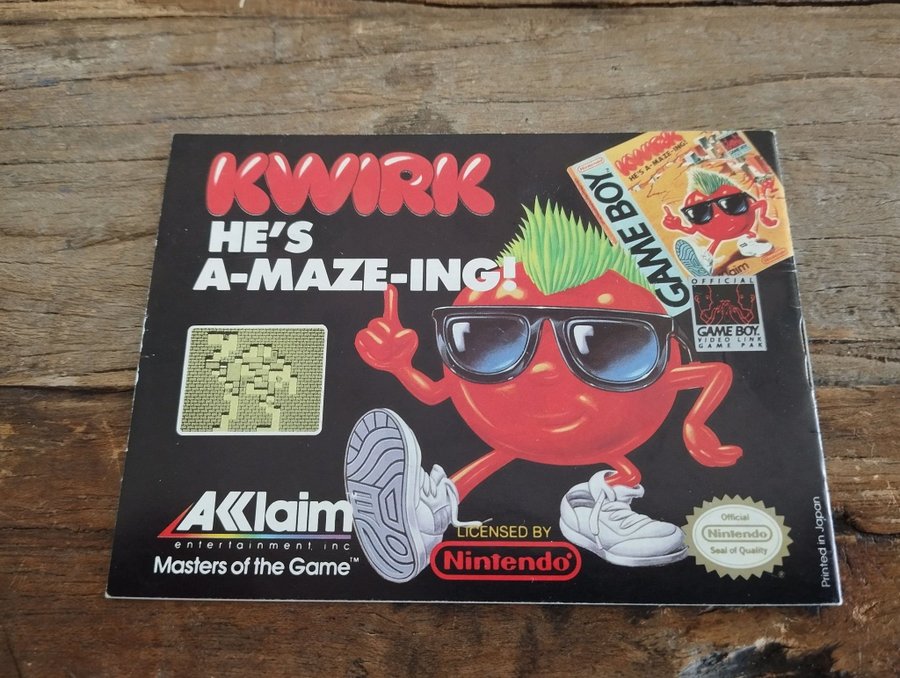 KWIRK
HE'S
A-MAZE-ING!
Nintendo
GAME BOY
KWIRK
HE'S A-MAZE-ING!
OFFICIAL
GAME BOY
VIDEO LINK
GAME PAK
AKKlaim
entertainment, inc
Masters of the Game™
LICENSED BY
Nintendo®
Official
Nintendo
Seal of Quality
Printed in Japan